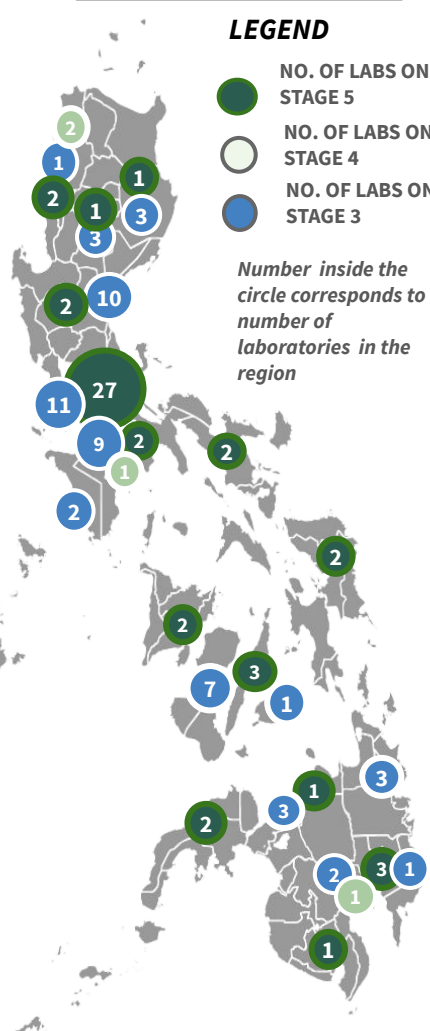 LEGEND
NO. OF LABS ON
STAGE 5
NO. OF LABS ON
STAGE 4
NO. OF LABS ON
STAGE 3
Number inside the
circle corresponds to
number of
laboratories in the
region
2
1
1
2
1
3
3
2
10
27
11
9
2
2
1
2
2
2
3
7
1
3
1
3
2
2
3
1
1
1